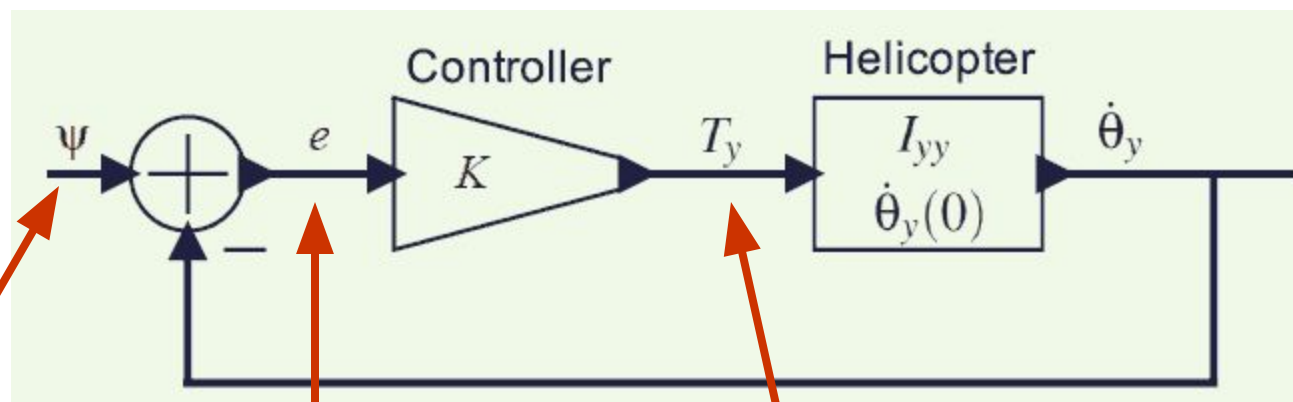 Controller
Helicopter
ψ
e
K
T_y
I_yy
θ̇_y(0)
θ̇_y
+
−